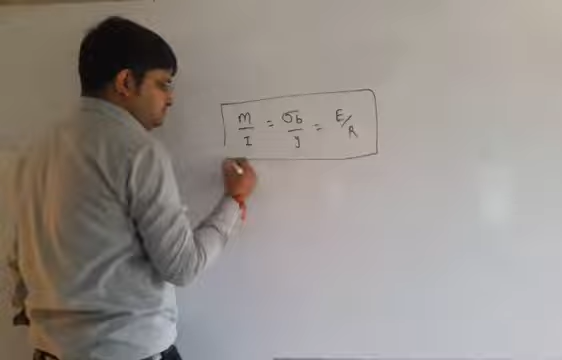 M/I = σb/y = E/R